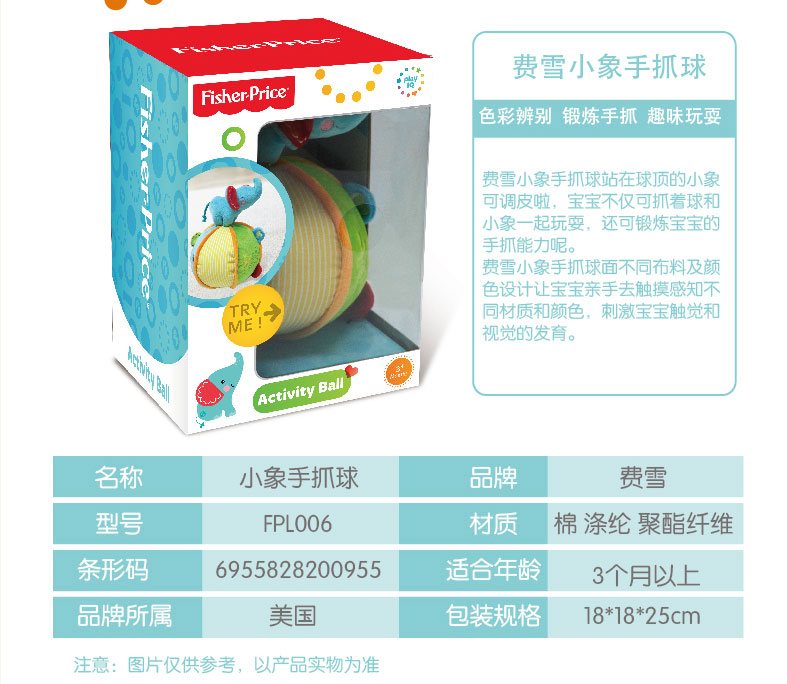 Fisher-Price
Fisher-Price
Fisher-Price
Play IQ
TRY
ME!
3+
Months
Activity Ball
Activity Ball
费雪小象手抓球
色彩辨别 锻炼手抓 趣味玩耍
费雪小象手抓球站在球顶的小象
可调皮啦，宝宝不仅可抓着球和
小象一起玩耍，还可锻炼宝宝的
手抓能力呢。
费雪小象手抓球面不同布料及颜
色设计让宝宝亲手去触摸感知不
同材质和颜色，刺激宝宝触觉和
视觉的发育。
名称 小象手抓球 品牌 费雪
型号 FPL006 材质 棉 涤纶 聚酯纤维
条形码 6955828200955 适合年龄 3个月以上
品牌所属 美国 包装规格 18*18*25cm
注意：图片仅供参考，以产品实物为准